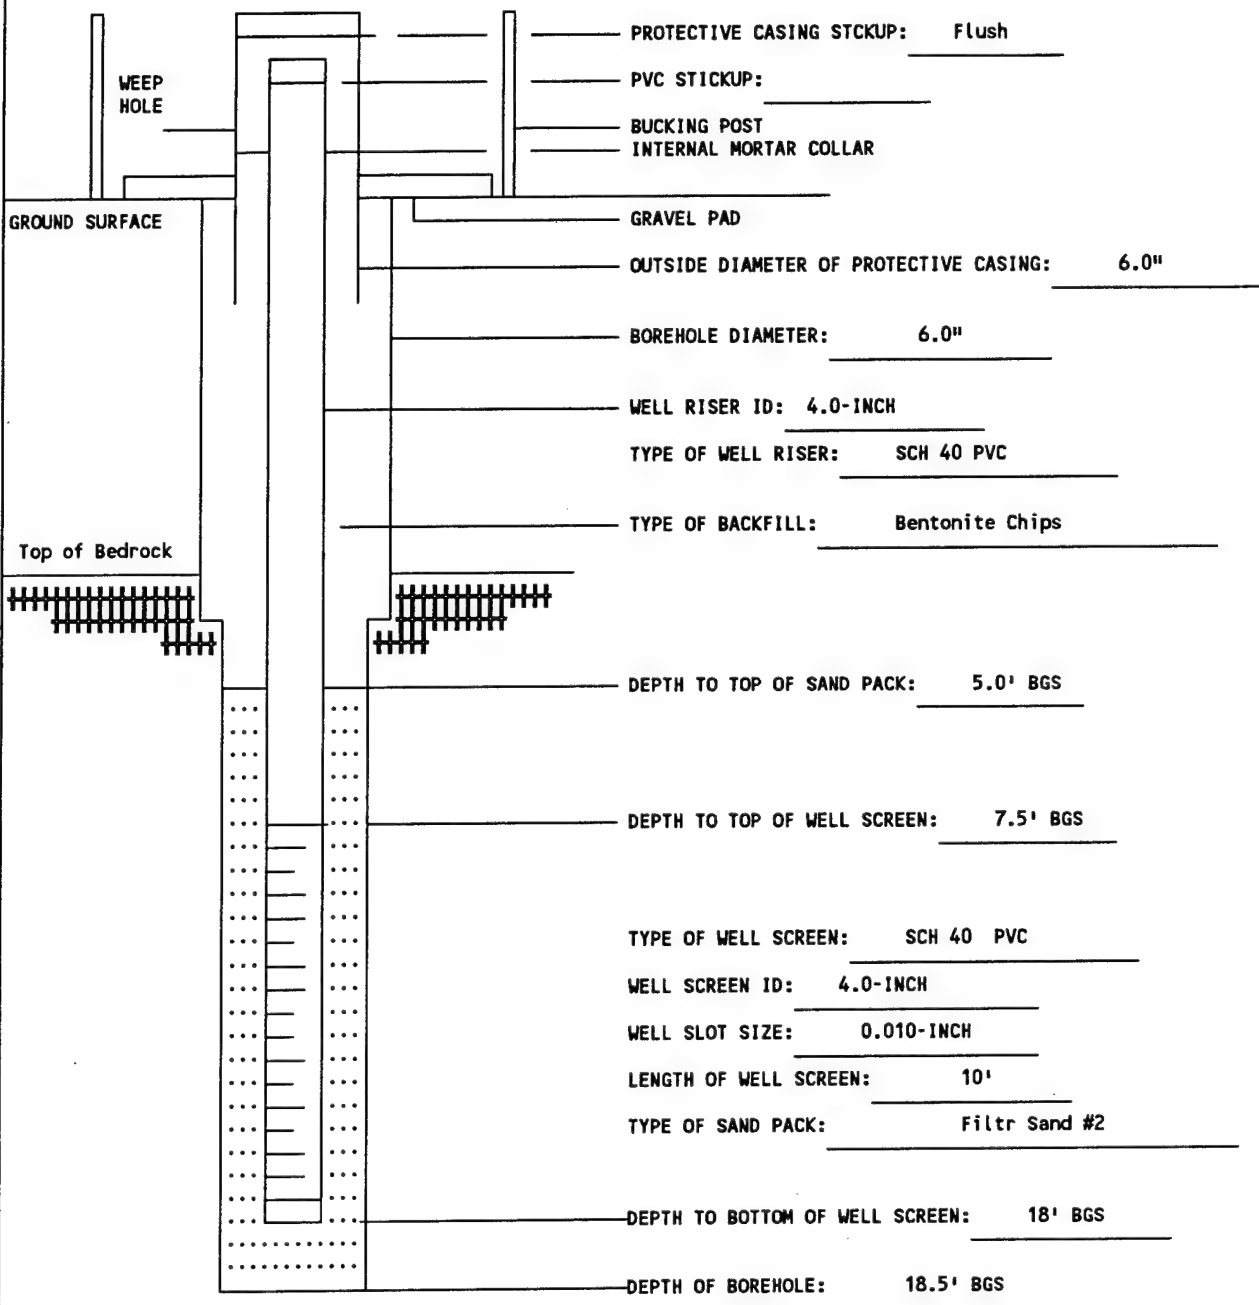 PROTECTIVE CASING STCKUP: Flush
WEEP
HOLE
PVC STICKUP:
BUCKING POST
INTERNAL MORTAR COLLAR
GROUND SURFACE
GRAVEL PAD
OUTSIDE DIAMETER OF PROTECTIVE CASING: 6.0"
BOREHOLE DIAMETER: 6.0"
WELL RISER ID: 4.0-INCH
TYPE OF WELL RISER: SCH 40 PVC
TYPE OF BACKFILL: Bentonite Chips
Top of Bedrock
DEPTH TO TOP OF SAND PACK: 5.0' BGS
DEPTH TO TOP OF WELL SCREEN: 7.5' BGS
TYPE OF WELL SCREEN: SCH 40 PVC
WELL SCREEN ID: 4.0-INCH
WELL SLOT SIZE: 0.010-INCH
LENGTH OF WELL SCREEN: 10'
TYPE OF SAND PACK: Filtr Sand #2
DEPTH TO BOTTOM OF WELL SCREEN: 18' BGS
DEPTH OF BOREHOLE: 18.5' BGS